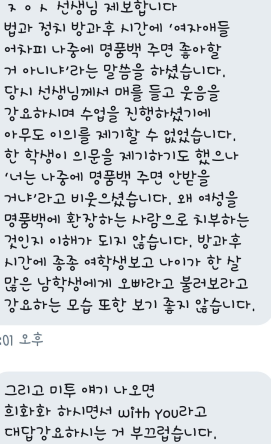 ㅈㅇㅅ 선생님 제보합니다
법과 정치 방과후 시간에 ‘여자애들
어차피 나중에 명품백 주면 좋아할
거 아니냐’라는 말씀을 하셨습니다.
당시 선생님께서 매를 들고 웃음을
강요하시며 수업을 진행하셨기에
아무도 이의를 제기할 수 없었습니다.
한 학생이 의문을 제기하기도 했으나
‘너는 나중에 명품백 주면 안받을
거냐’라고 비웃으셨습니다. 왜 여성을
명품백에 환장하는 사람으로 치부하는
것인지 이해가 되지 않습니다. 방과후
시간에 종종 여학생보고 나이가 한 살
많은 남학생에게 오빠라고 불러보라고
강요하는 모습 또한 보기 좋지 않습니다.
:01 오후
그리고 미투 얘기 나오면
희화화 하시면서 with you라고
대답강요하시는 거 부끄럽습니다.